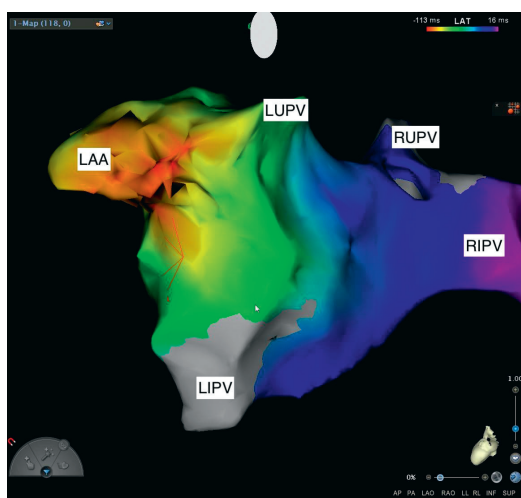 1-Map (118, 0)
-113 ms LAT 16 ms
LUPV
RUPV
LAA
RIPV
LIPV
1.00
0%
AP PA LAO RAO LL RL INF SUP